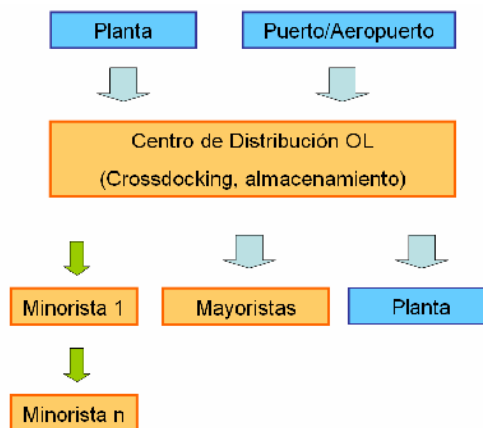 Planta
Puerto/Aeropuerto
Centro de Distribución OL
(Crossdocking, almacenamiento)
Minorista 1
Mayoristas
Planta
Minorista n